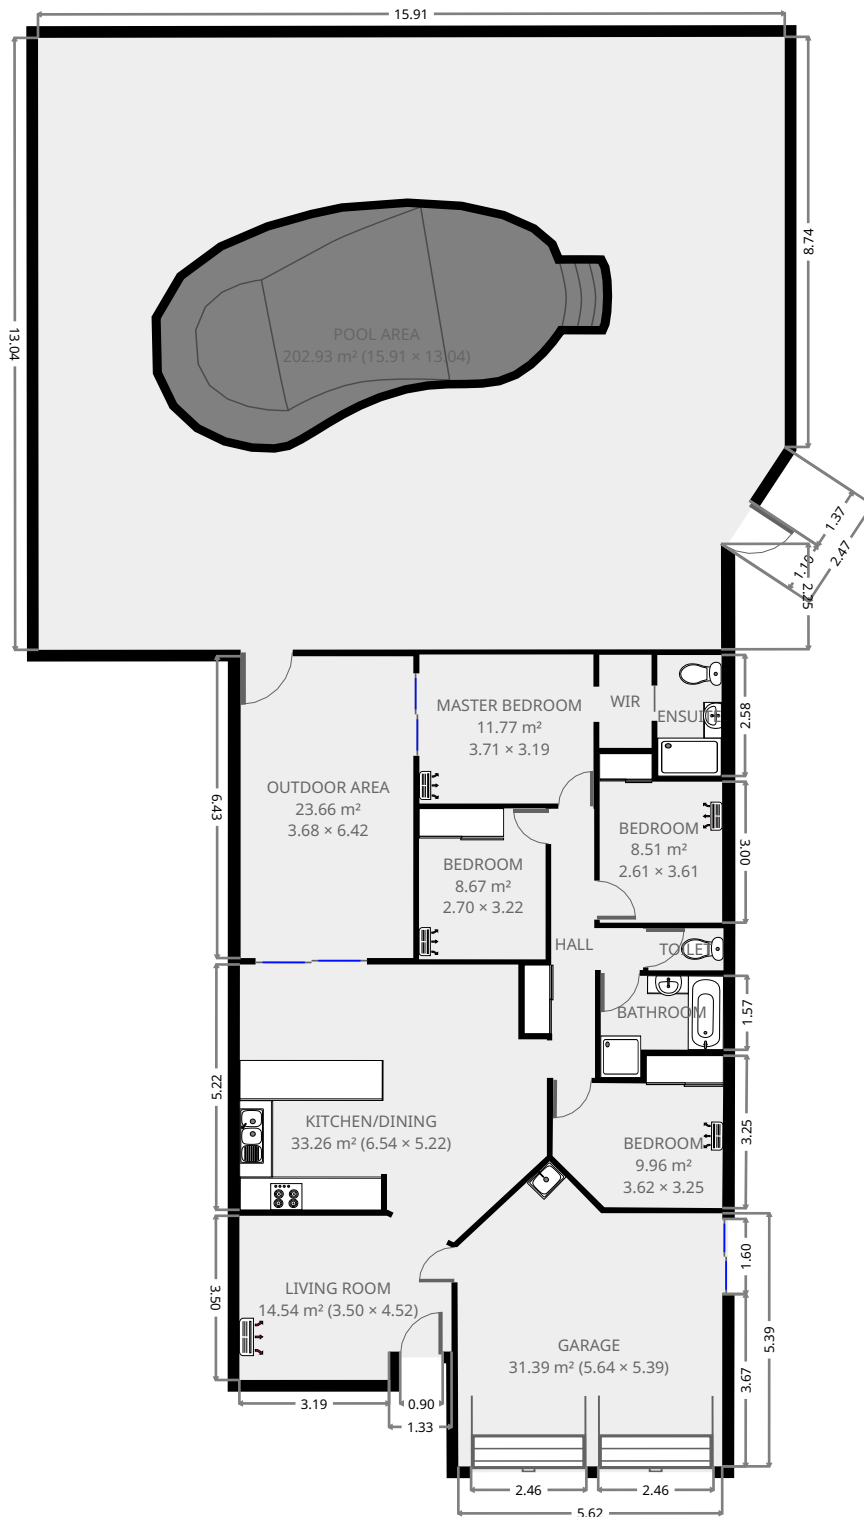 15.91
8.74
13.04
POOL AREA
202.93 m² (15.91 × 13.04)
1.37
2.47
1.10
2.25
MASTER BEDROOM
11.77 m²
3.71 × 3.19
WIR
ENSUITE
2.58
OUTDOOR AREA
23.66 m²
3.68 × 6.42
6.43
BEDROOM
8.51 m²
2.61 × 3.61
3.00
BEDROOM
8.67 m²
2.70 × 3.22
HALL
TOILET
BATHROOM
1.57
5.22
KITCHEN/DINING
33.26 m² (6.54 × 5.22)
BEDROOM
9.96 m²
3.62 × 3.25
3.25
1.60
LIVING ROOM
14.54 m² (3.50 × 4.52)
3.50
5.39
GARAGE
31.39 m² (5.64 × 5.39)
3.67
3.19
0.90
1.33
2.46
2.46
5.62